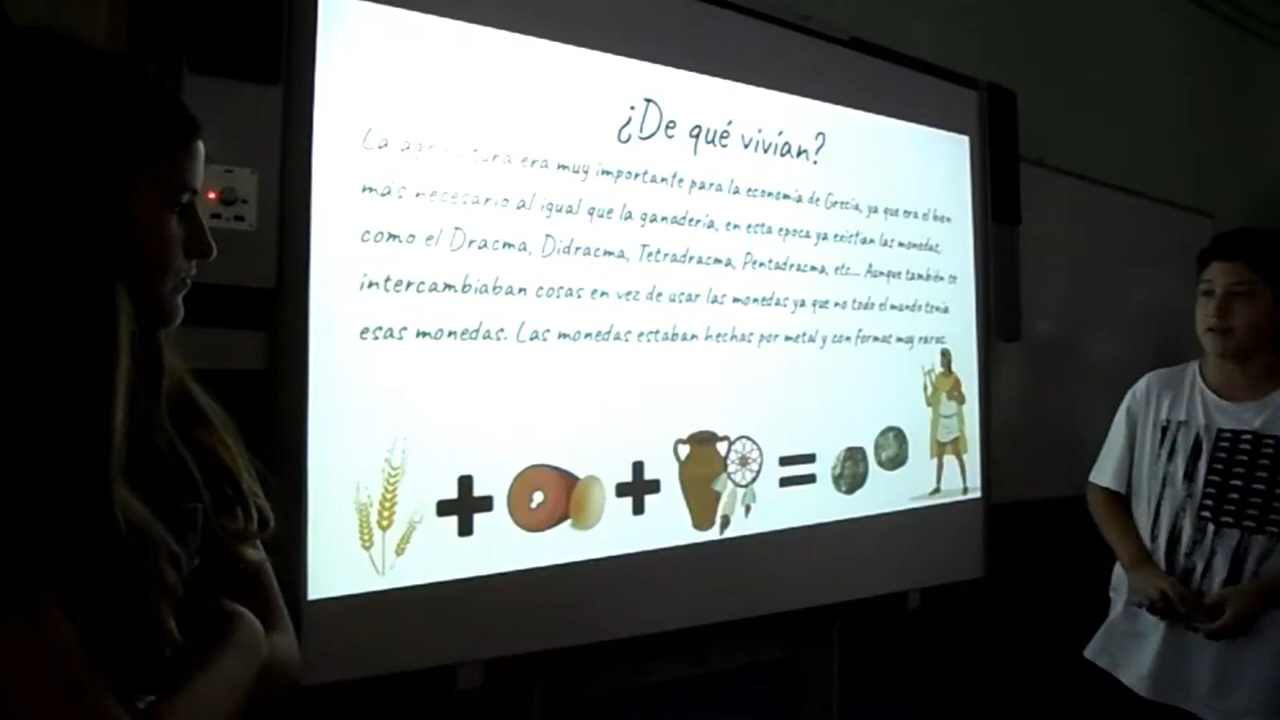 ¿De qué vivían?
La agricultura era muy importante para la economía de Grecia, ya que era el bien
más necesario al igual que la ganadería, en esta epoca ya existían las monedas,
como el Dracma, Didracma, Tetradracma, Pentadracma, etc... Aunque también se
intercambiaban cosas en vez de usar las monedas ya que no todo el mundo tenía
esas monedas. Las monedas estaban hechas por metal y con formas muy raras.
+ + =